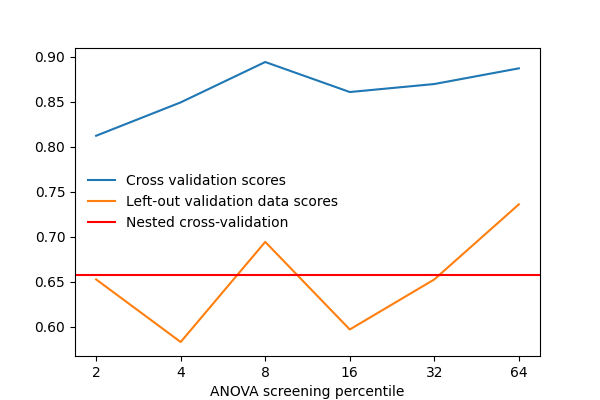 0.90
0.85
0.80
0.75
0.70
0.65
0.60
Cross validation scores
Left-out validation data scores
Nested cross-validation
2 4 8 16 32 64
ANOVA screening percentile